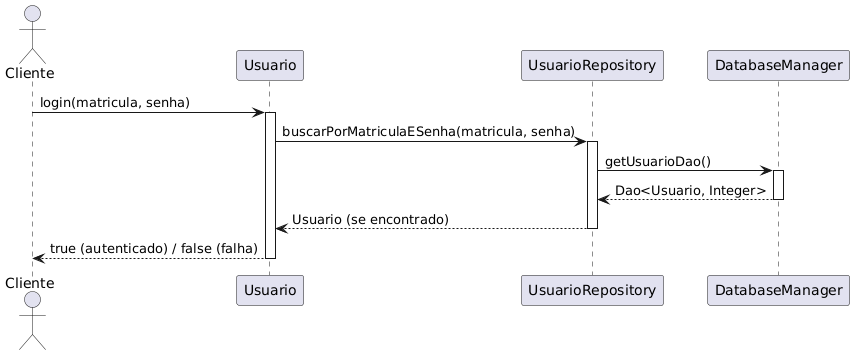 Cliente
Usuario
UsuarioRepository
DatabaseManager
login(matricula, senha)
buscarPorMatriculaESenha(matricula, senha)
getUsuarioDao()
Dao<Usuario, Integer>
Usuario (se encontrado)
true (autenticado) / false (falha)
Cliente
Usuario
UsuarioRepository
DatabaseManager